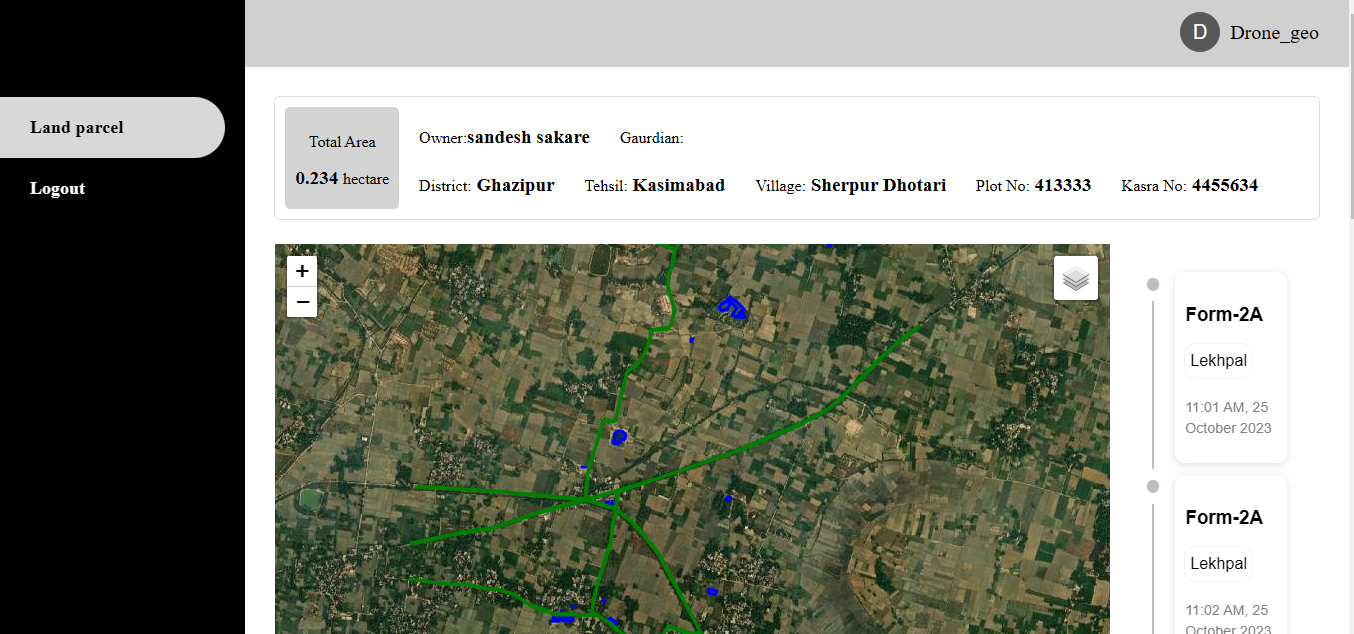 D Drone_geo
Land parcel
Logout
Total Area
0.234 hectare
Owner:sandesh sakare Gaurdian:
District: Ghazipur Tehsil: Kasimabad Village: Sherpur Dhotari Plot No: 413333 Kasra No: 4455634
+
−
Form-2A
Lekhpal
11:01 AM, 25
October 2023
Form-2A
Lekhpal
11:02 AM, 25
October 2023